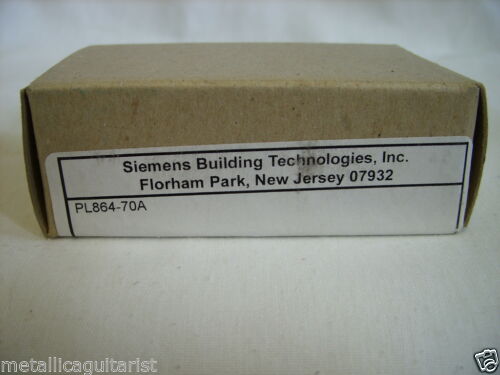 Siemens Building Technologies, Inc.
Florham Park, New Jersey 07932
PL864-70A
metallicaguitarist